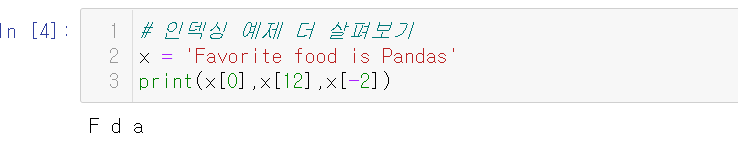 In [4]:
1 # 인덱싱 예제 더 살펴보기
2 x = 'Favorite food is Pandas'
3 print(x[0],x[12],x[-2])
F d a